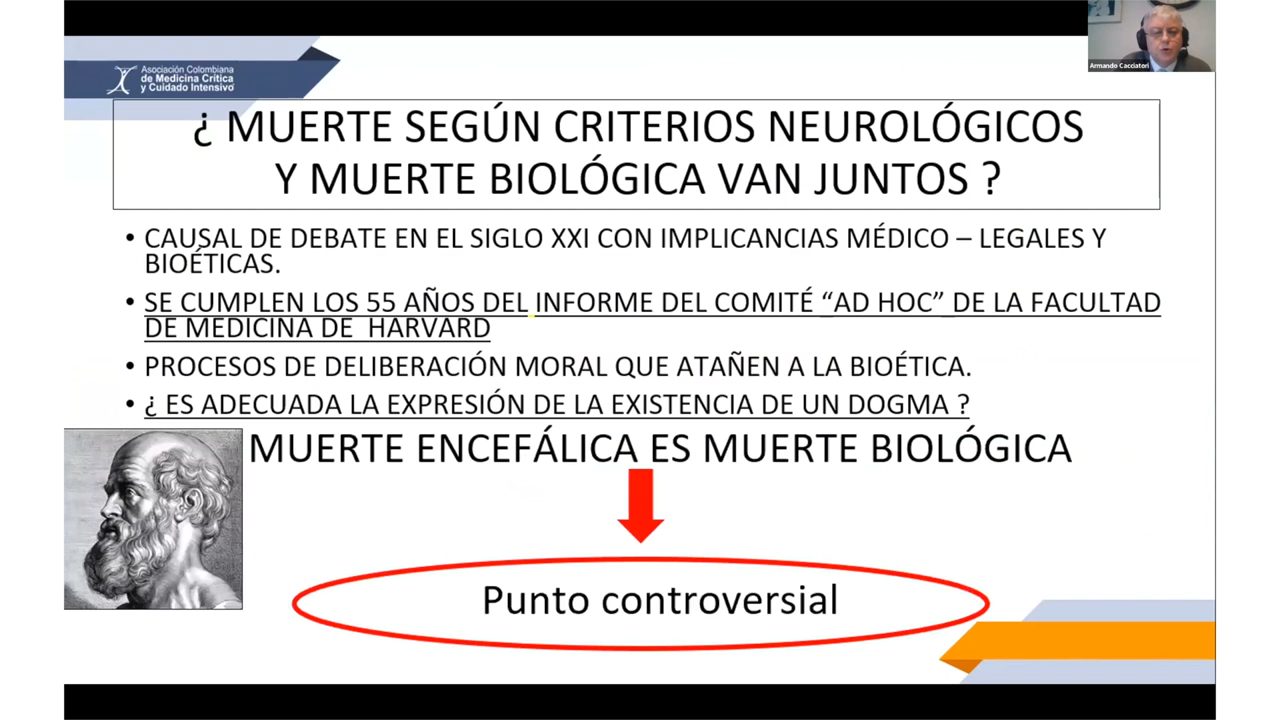 Armando Cacciatori
Asociación Colombiana
de Medicina Crítica
y Cuidado Intensivo
¿ MUERTE SEGÚN CRITERIOS NEUROLÓGICOS
Y MUERTE BIOLÓGICA VAN JUNTOS ?
• CAUSAL DE DEBATE EN EL SIGLO XXI CON IMPLICANCIAS MÉDICO – LEGALES Y
BIOÉTICAS.
• SE CUMPLEN LOS 55 AÑOS DEL INFORME DEL COMITÉ “AD HOC” DE LA FACULTAD
DE MEDICINA DE HARVARD
• PROCESOS DE DELIBERACIÓN MORAL QUE ATAÑEN A LA BIOÉTICA.
• ¿ ES ADECUADA LA EXPRESIÓN DE LA EXISTENCIA DE UN DOGMA ?
MUERTE ENCEFÁLICA ES MUERTE BIOLÓGICA
Punto controversial